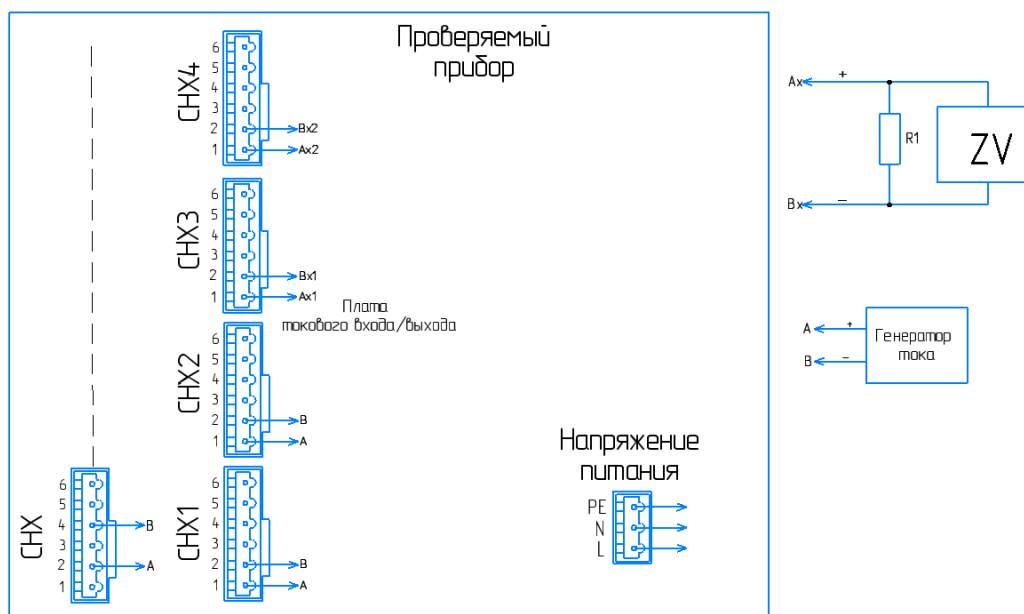 Проверяемый
прибор
CHX4
6
5
4
3
2
1
Bx2
Ax2
CHX3
6
5
4
3
2
1
Bx1
Ax1
Плата
токового входа/выхода
CHX2
6
5
4
3
2
1
B
A
CHX1
6
5
4
3
2
1
B
A
CHX
6
5
4
3
2
1
B
A
Напряжение
питания
PE
N
L
Ax
+
R1
ZV
Bx
−
A
+
B
−
Генератор
тока